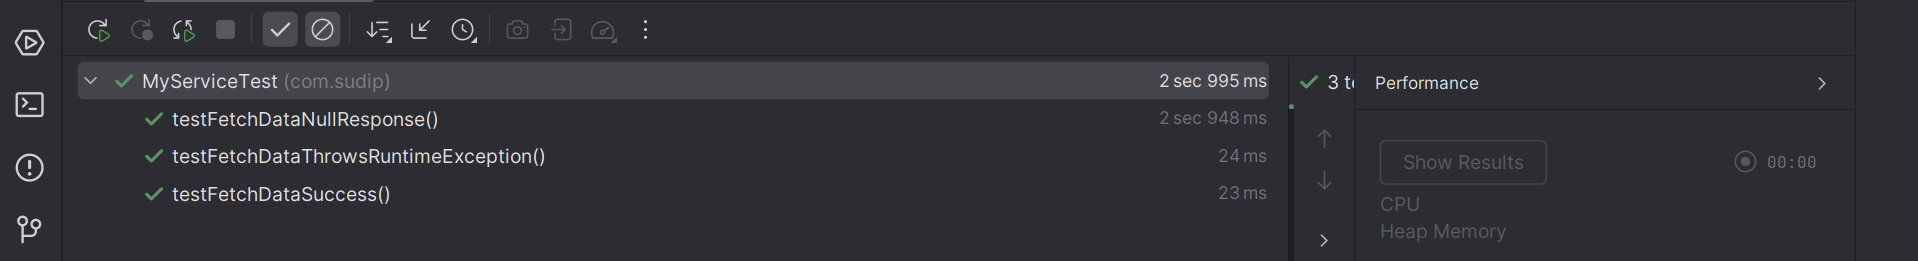 MyServiceTest (com.sudip) 2 sec 995 ms
testFetchDataNullResponse() 2 sec 948 ms
testFetchDataThrowsRuntimeException() 24 ms
testFetchDataSuccess() 23 ms
3 te
Performance
Show Results 00:00
CPU
Heap Memory